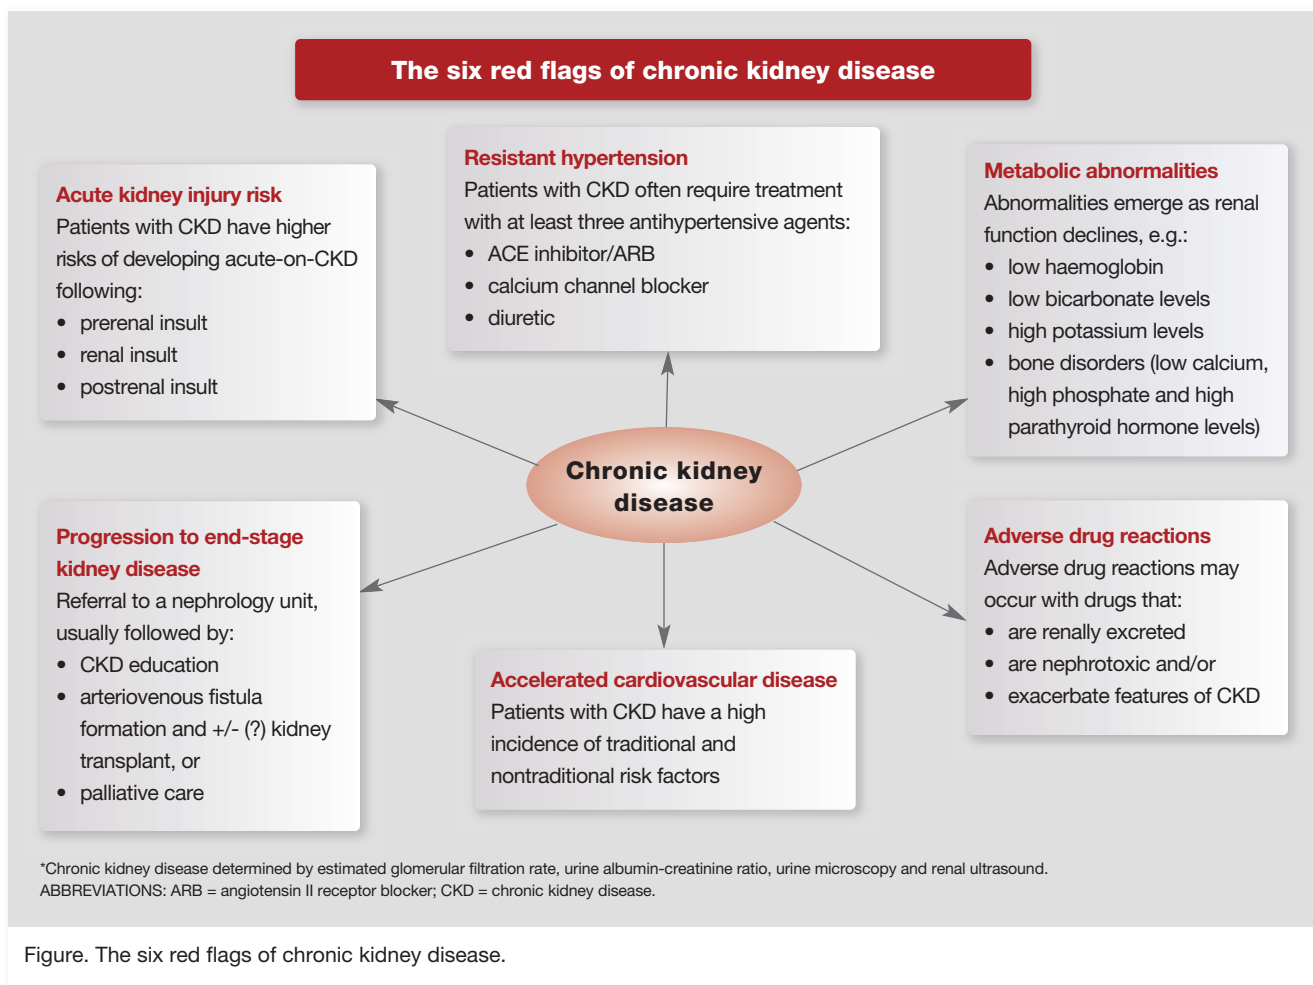 The six red flags of chronic kidney disease
Acute kidney injury risk
Patients with CKD have higher
risks of developing acute-on-CKD
following:
• prerenal insult
• renal insult
• postrenal insult
Resistant hypertension
Patients with CKD often require treatment
with at least three antihypertensive agents:
• ACE inhibitor/ARB
• calcium channel blocker
• diuretic
Metabolic abnormalities
Abnormalities emerge as renal
function declines, e.g.:
• low haemoglobin
• low bicarbonate levels
• high potassium levels
• bone disorders (low calcium,
high phosphate and high
parathyroid hormone levels)
Chronic kidney
disease
Progression to end-stage
kidney disease
Referral to a nephrology unit,
usually followed by:
• CKD education
• arteriovenous fistula
formation and +/- (?) kidney
transplant, or
• palliative care
Accelerated cardiovascular disease
Patients with CKD have a high
incidence of traditional and
nontraditional risk factors
Adverse drug reactions
Adverse drug reactions may
occur with drugs that:
• are renally excreted
• are nephrotoxic and/or
• exacerbate features of CKD
*Chronic kidney disease determined by estimated glomerular filtration rate, urine albumin-creatinine ratio, urine microscopy and renal ultrasound.
ABBREVIATIONS: ARB = angiotensin II receptor blocker; CKD = chronic kidney disease.
Figure. The six red flags of chronic kidney disease.